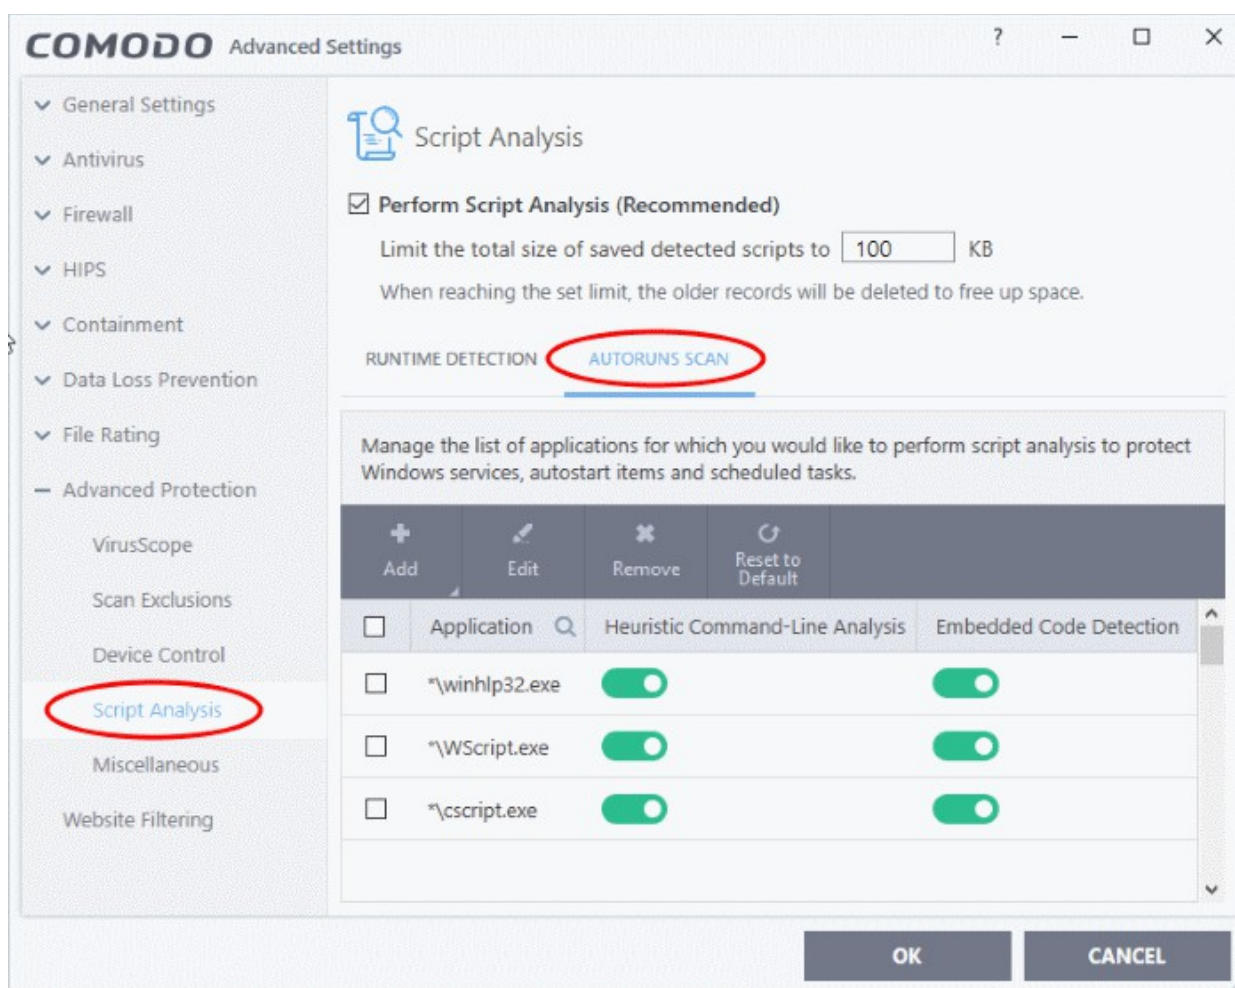 COMODO Advanced Settings ?
General Settings
Antivirus
Firewall
HIPS
Containment
Data Loss Prevention
File Rating
Advanced Protection
VirusScope
Scan Exclusions
Device Control
Script Analysis
Miscellaneous
Website Filtering
Script Analysis
Perform Script Analysis (Recommended)
Limit the total size of saved detected scripts to 100 KB
When reaching the set limit, the older records will be deleted to free up space.
RUNTIME DETECTION AUTORUNS SCAN
Manage the list of applications for which you would like to perform script analysis to protect
Windows services, autostart items and scheduled tasks.
Add Edit Remove Reset to
Default
Application Heuristic Command-Line Analysis Embedded Code Detection
*\winhlp32.exe
*\WScript.exe
*\cscript.exe
OK CANCEL